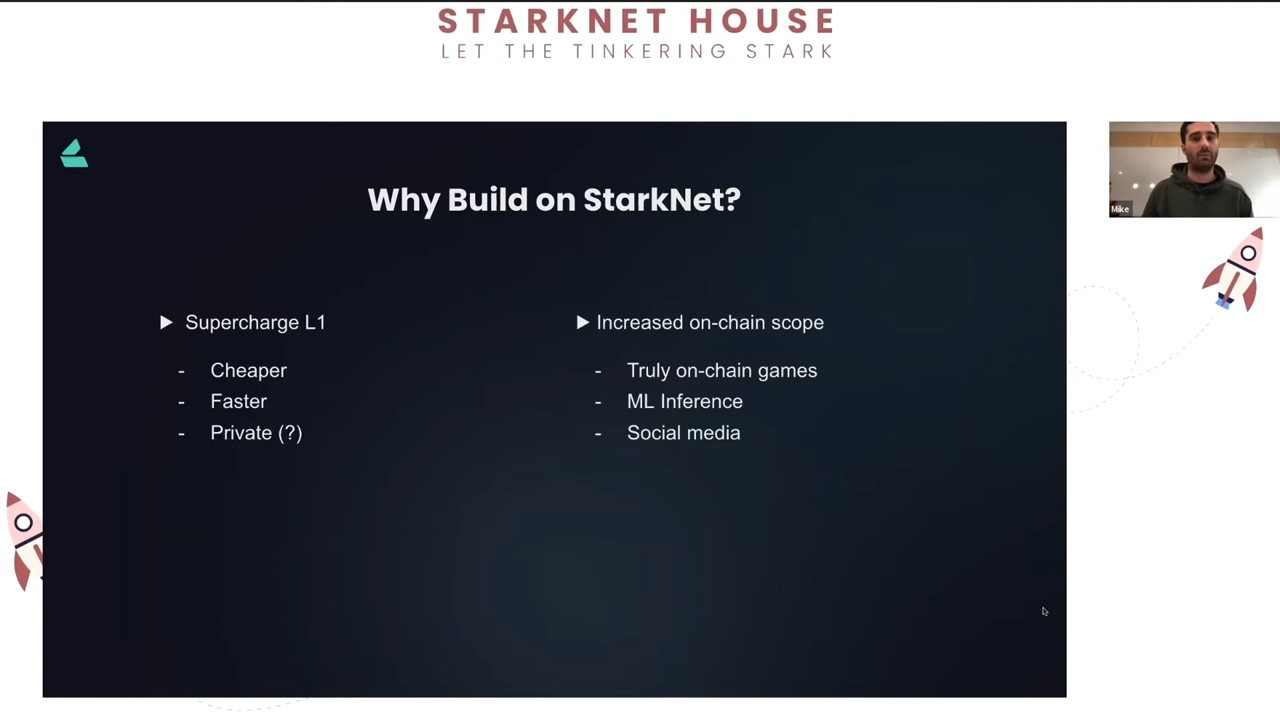 STARKNET HOUSE
LET THE TINKERING STARK
Why Build on StarkNet?
▶ Supercharge L1
- Cheaper
- Faster
- Private (?)
▶ Increased on-chain scope
- Truly on-chain games
- ML Inference
- Social media
Mike